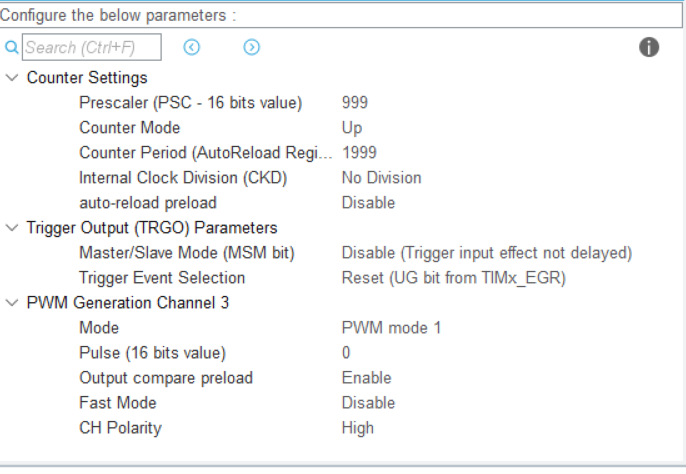 Configure the below parameters :
Search (Ctrl+F)
Counter Settings
Prescaler (PSC - 16 bits value) 999
Counter Mode Up
Counter Period (AutoReload Regi... 1999
Internal Clock Division (CKD) No Division
auto-reload preload Disable
Trigger Output (TRGO) Parameters
Master/Slave Mode (MSM bit) Disable (Trigger input effect not delayed)
Trigger Event Selection Reset (UG bit from TIMx_EGR)
PWM Generation Channel 3
Mode PWM mode 1
Pulse (16 bits value) 0
Output compare preload Enable
Fast Mode Disable
CH Polarity High